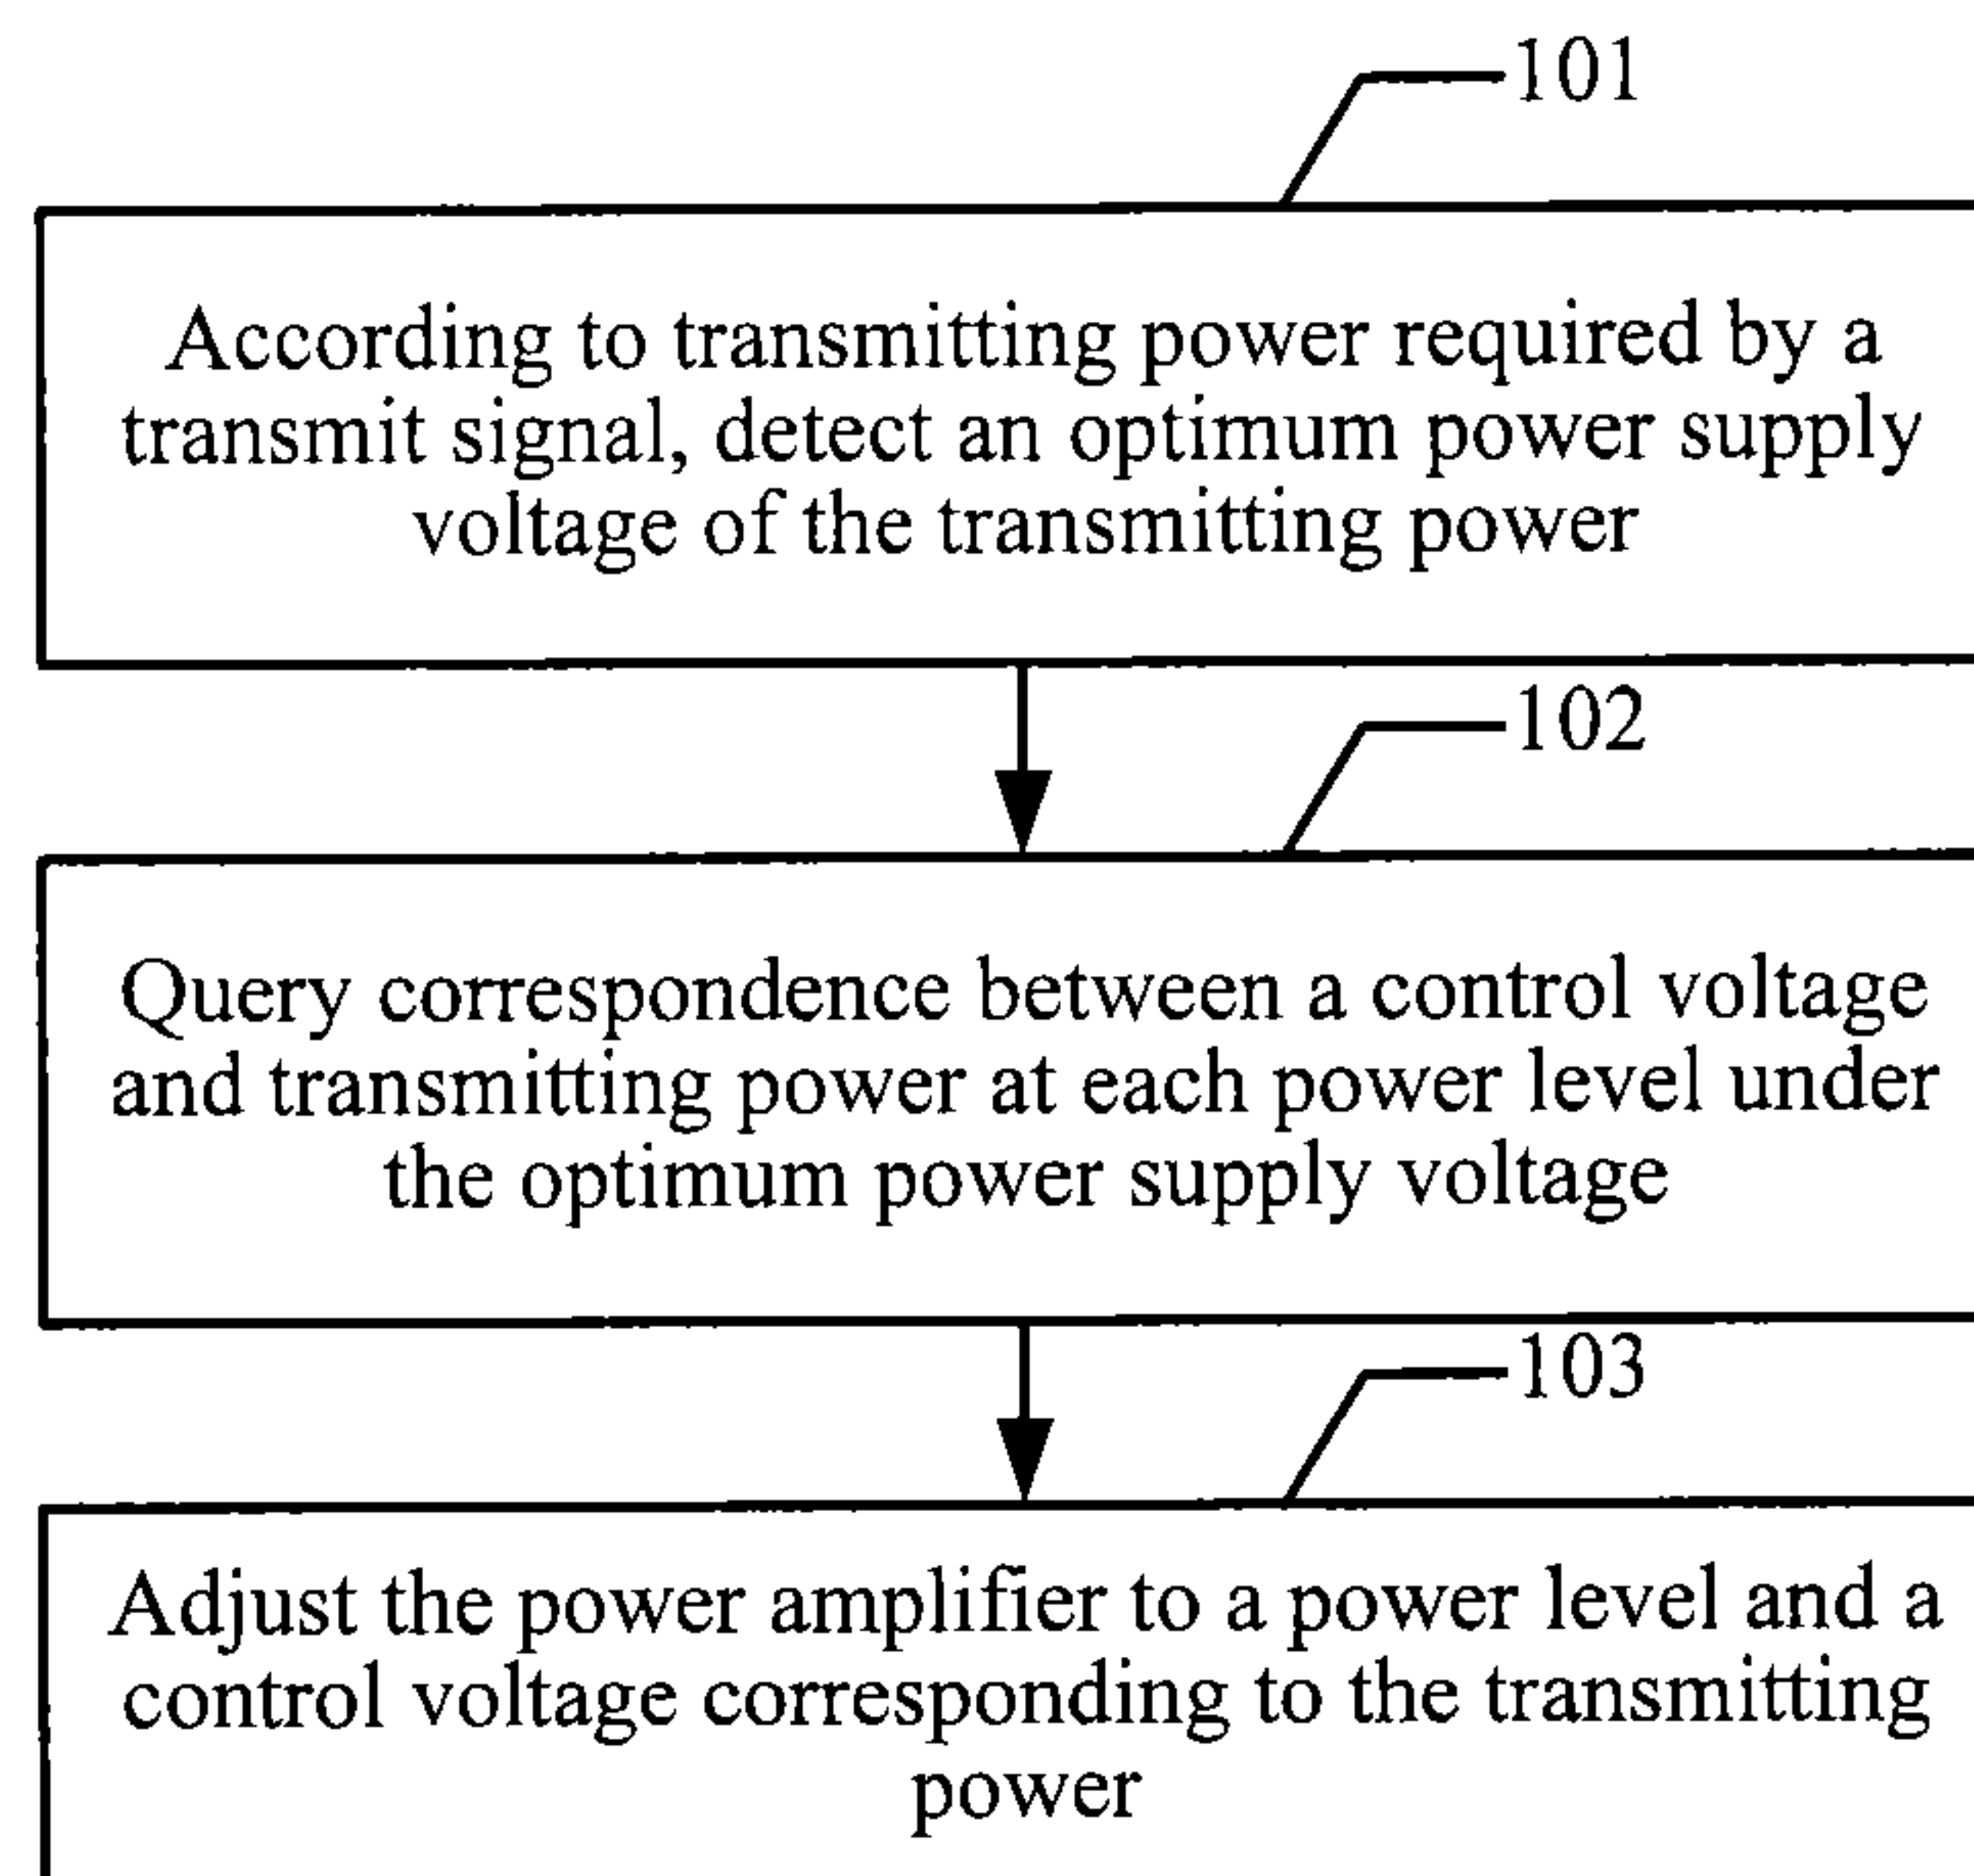 101
According to transmitting power required by a
transmit signal, detect an optimum power supply
voltage of the transmitting power
102
Query correspondence between a control voltage
and transmitting power at each power level under
the optimum power supply voltage
103
Adjust the power amplifier to a power level and a
control voltage corresponding to the transmitting
power